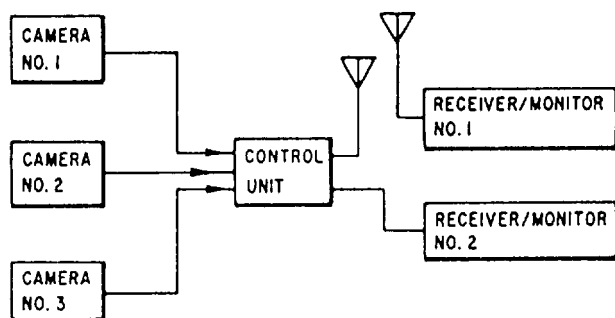 CAMERA
NO. 1
CAMERA
NO. 2
CAMERA
NO. 3
CONTROL
UNIT
RECEIVER/MONITOR
NO. 1
RECEIVER/MONITOR
NO. 2